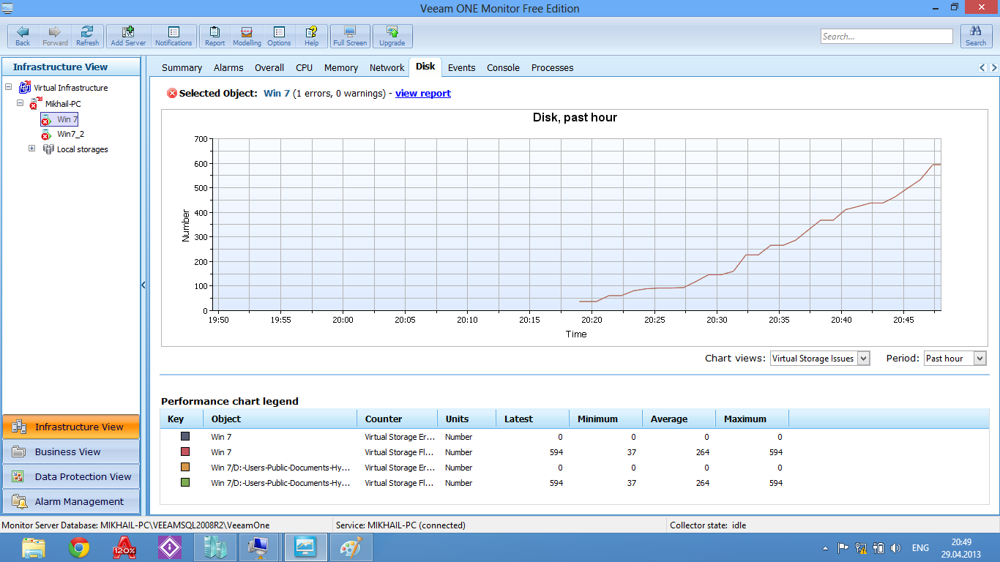 Veeam ONE Monitor Free Edition
Back Forward Refresh Add Server Notifications Report Modelling Options Help Full Screen Upgrade Search... Search
Infrastructure View
Virtual Infrastructure
Mikhail-PC
Win 7
Win7_2
Local storages
Infrastructure View
Business View
Data Protection View
Alarm Management
Summary Alarms Overall CPU Memory Network Disk Events Console Processes
Selected Object: Win 7 (1 errors, 0 warnings) - view report
Disk, past hour
700
600
500
400
300
200
100
0
Number
19:50 19:55 20:00 20:05 20:10 20:15 20:20 20:25 20:30 20:35 20:40 20:45
Time
Chart views: Virtual Storage Issues Period: Past hour
Performance chart legend
Key Object Counter Units Latest Minimum Average Maximum
Win 7 Virtual Storage Er... Number 0 0 0 0
Win 7 Virtual Storage Fl... Number 594 37 264 594
Win 7/D:-Users-Public-Documents-Hy... Virtual Storage Er... Number 0 0 0 0
Win 7/D:-Users-Public-Documents-Hy... Virtual Storage Fl... Number 594 37 264 594
Monitor Server Database: MIKHAIL-PC\VEEAMSQL2008R2\VeeamOne Service: MIKHAIL-PC (connected) Collector state: idle
120%
ENG
20:49
29.04.2013